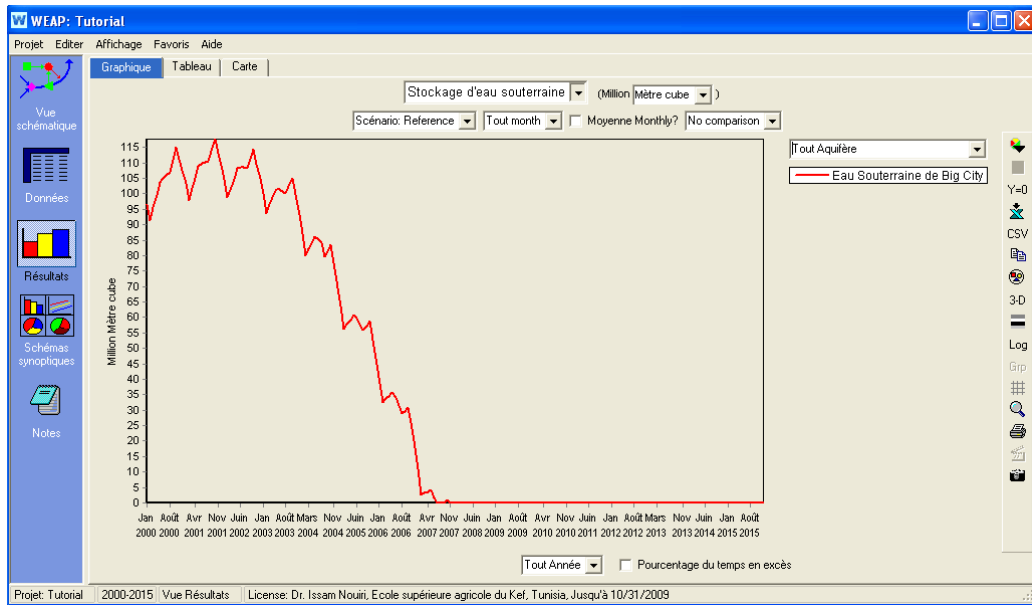 WEAP: Tutorial
Projet Editer Affichage Favoris Aide
Graphique Tableau Carte
Vue schématique
Données
Résultats
Schémas synoptiques
Notes
Stockage d'eau souterraine (Million Mètre cube )
Scénario: Reference Tout month Moyenne Monthly? No comparison
Tout Aquifère
Eau Souterraine de Big City
Million Mètre cube
115
110
105
100
95
90
85
80
75
70
65
60
55
50
45
40
35
30
25
20
15
10
5
0
Jan Août Avr Nov Juin Jan Août Mars Nov Juin Jan Août Avr Nov Juin Jan Août Avr Nov Juin Jan Août Mars Nov Juin Jan Août
2000 2000 2001 2001 2002 2003 2003 2004 2004 2005 2006 2006 2007 2007 2008 2009 2009 2010 2010 2011 2012 2012 2013 2013 2014 2015 2015
Y=0
CSV
3-D
Log
Grp
Tout Année Pourcentage du temps en excès
Projet: Tutorial 2000-2015 Vue Résultats License: Dr. Issam Nouiri, Ecole supérieure agricole du Kef, Tunisia, Jusqu'à 10/31/2009